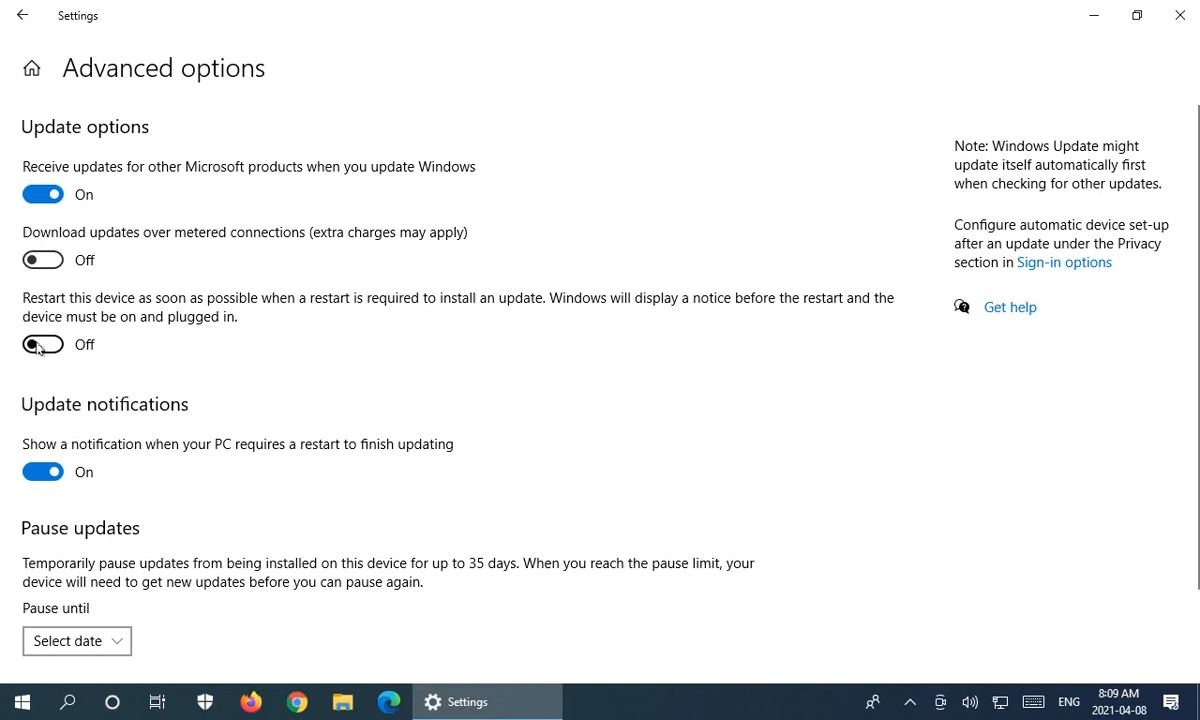 Settings
Advanced options
Update options
Receive updates for other Microsoft products when you update Windows
On
Download updates over metered connections (extra charges may apply)
Off
Restart this device as soon as possible when a restart is required to install an update. Windows will display a notice before the restart and the
device must be on and plugged in.
Off
Update notifications
Show a notification when your PC requires a restart to finish updating
On
Pause updates
Temporarily pause updates from being installed on this device for up to 35 days. When you reach the pause limit, your
device will need to get new updates before you can pause again.
Pause until
Select date
Note: Windows Update might
update itself automatically first
when checking for other updates.
Configure automatic device set-up
after an update under the Privacy
section in Sign-in options
Get help
Settings
ENG
8:09 AM
2021-04-08